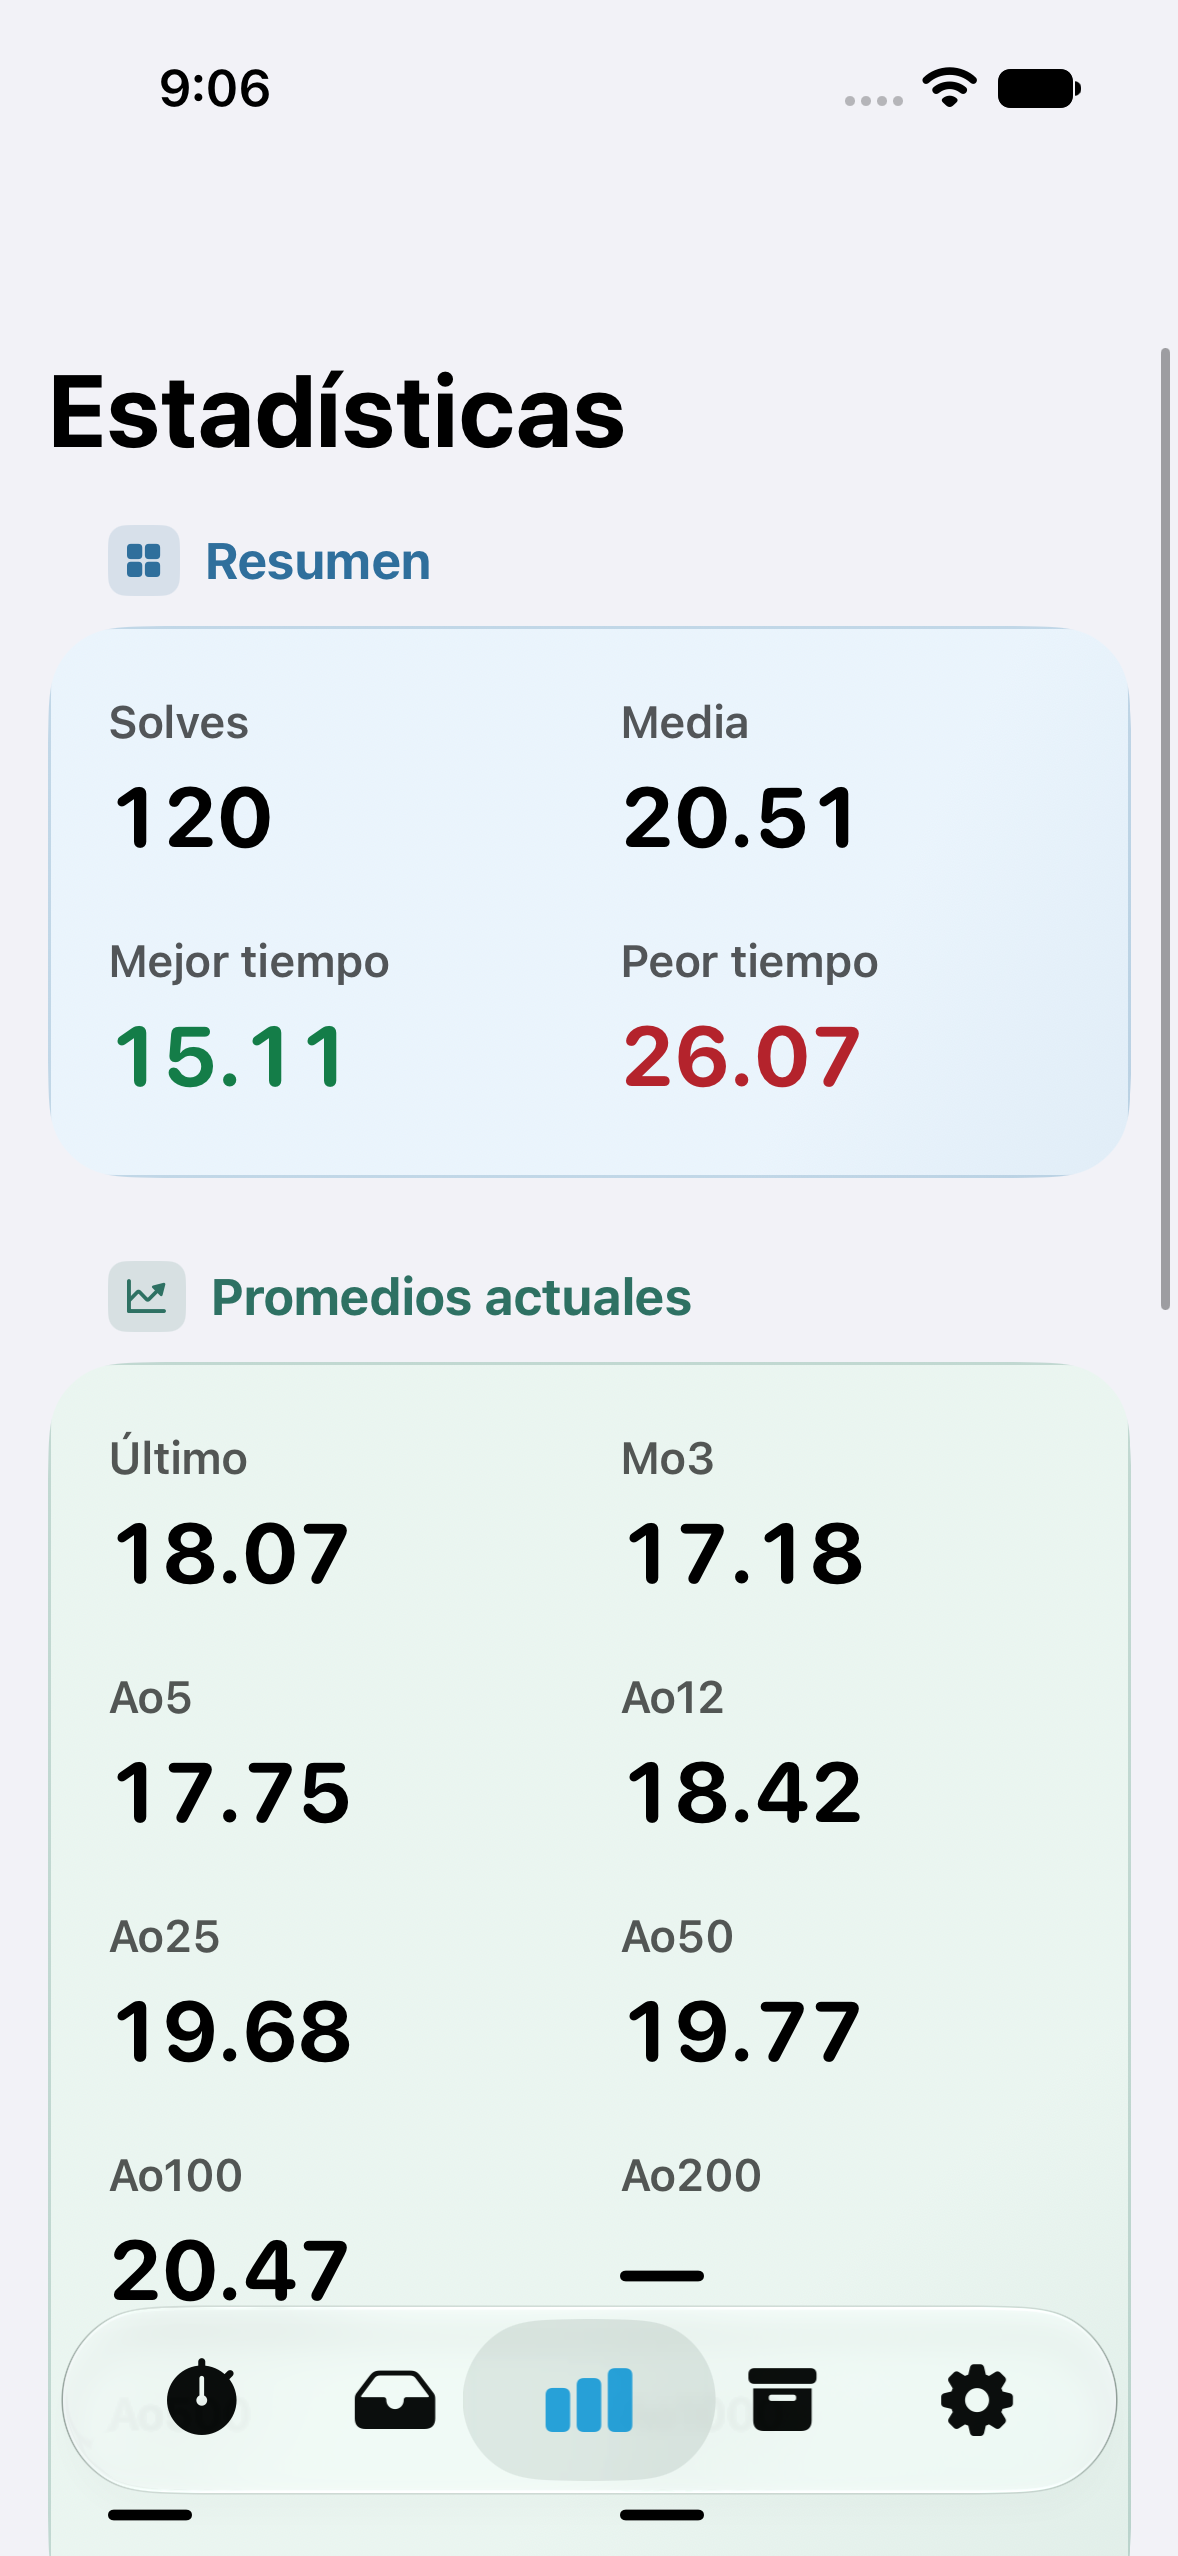 9:06
Estadísticas
Resumen
Solves
Media
120
20.51
Mejor tiempo
Peor tiempo
15.11
26.07
Promedios actuales
Último
Mo3
18.07
17.18
Ao5
Ao12
17.75
18.42
Ao25
Ao50
19.68
19.77
Ao100
Ao200
20.47
—
—
—